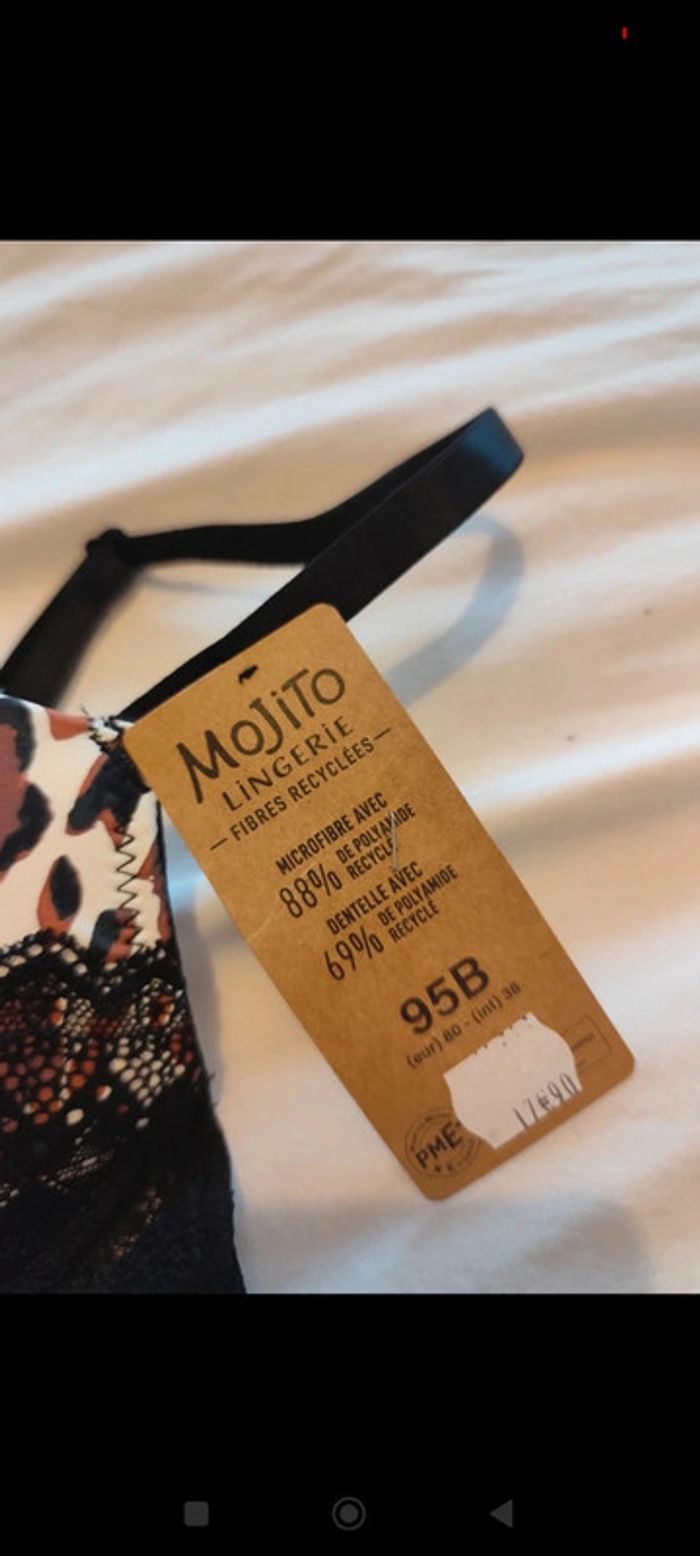 MOJITO
LINGERIE
— FIBRES RECYCLÉES —
MICROFIBRE AVEC
88% DE POLYAMIDE
RECYCLÉ
DENTELLE AVEC
69% DE POLYAMIDE
RECYCLÉ
95B
(eur) 80 - (int) 36
17€90
PME+